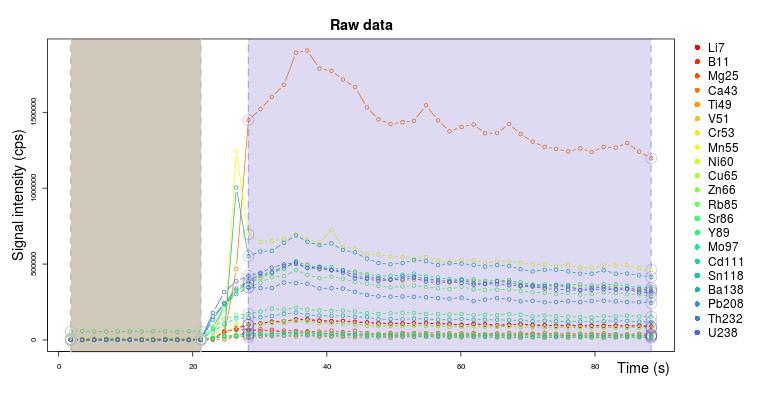 Raw data
Signal intensity (cps)
1500000
1000000
500000
0
0
20
40
60
80
Time (s)
Li7
B11
Mg25
Ca43
Ti49
V51
Cr53
Mn55
Ni60
Cu65
Zn66
Rb85
Sr86
Y89
Mo97
Cd111
Sn118
Ba138
Pb208
Th232
U238